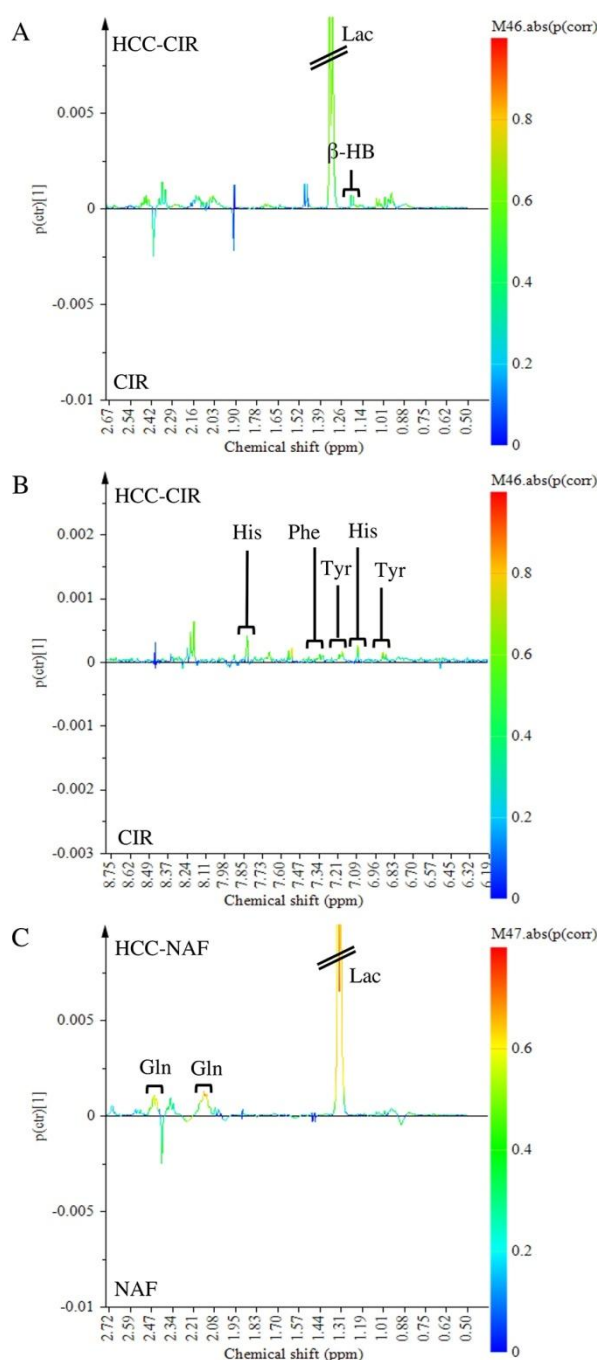 A
HCC-CIR
Lac
M46.abs(p(corr)
β-HB
0.005
0
-0.005
-0.01
p(ctr)[1]
0.8
0.6
0.4
0.2
0
CIR
2.67 2.54 2.42 2.29 2.16 2.03 1.90 1.78 1.65 1.52 1.39 1.26 1.14 1.01 0.88 0.75 0.62 0.50
Chemical shift (ppm)
B
HCC-CIR
M46.abs(p(corr)
His Phe Tyr His Tyr
0.002
0.001
0
-0.001
-0.002
-0.003
p(ctr)[1]
0.8
0.6
0.4
0.2
0
CIR
8.75 8.62 8.49 8.37 8.24 8.11 7.98 7.85 7.73 7.60 7.47 7.34 7.21 7.09 6.96 6.83 6.70 6.57 6.45 6.32 6.19
Chemical shift (ppm)
C
HCC-NAF
Lac
M47.abs(p(corr)
Gln Gln
0.005
0
-0.005
-0.01
p(ctr)[1]
0.8
0.6
0.4
0.2
0
NAF
2.72 2.59 2.47 2.34 2.21 2.08 1.95 1.83 1.70 1.57 1.44 1.31 1.19 1.06 0.93 0.80 0.67 0.50